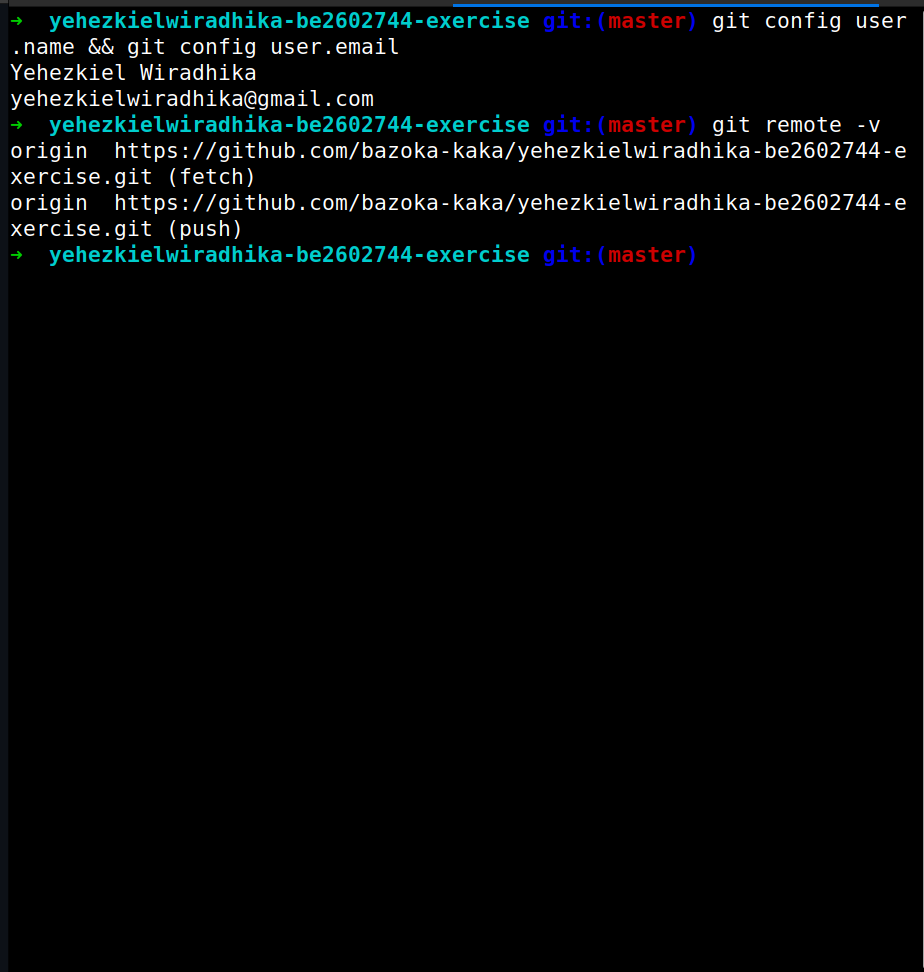 ➜  yehezkielwiradhika-be2602744-exercise git:(master) git config user
.name && git config user.email
Yehezkiel Wiradhika
yehezkielwiradhika@gmail.com
➜  yehezkielwiradhika-be2602744-exercise git:(master) git remote -v
origin  https://github.com/bazoka-kaka/yehezkielwiradhika-be2602744-e
xercise.git (fetch)
origin  https://github.com/bazoka-kaka/yehezkielwiradhika-be2602744-e
xercise.git (push)
➜  yehezkielwiradhika-be2602744-exercise git:(master)